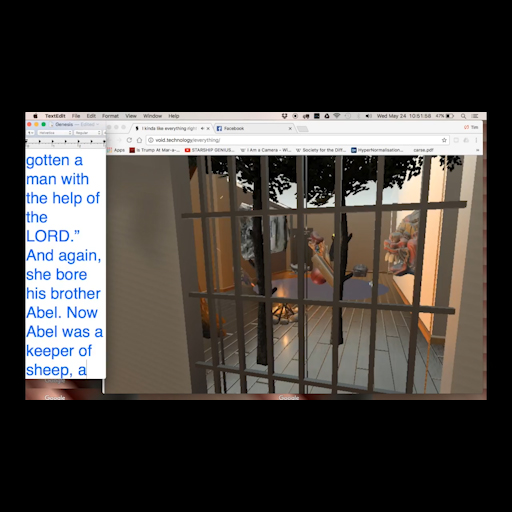 TextEdit File Edit Format View Window Help
Wed May 24 10:51:58
Genesis — Edited
Helvetica Regular
I kinda like everything right
Facebook
void.technology/everything/
Tim
Apps Is Trump At Mar-a- STARSHIP GENIUS... I Am a Camera - Wi... Society for the Diff... HyperNormalisation... carse.pdf
gotten a
man with
the help of
the
LORD.”
And again,
she bore
his brother
Abel. Now
Abel was a
keeper of
sheep, a
Google
Google